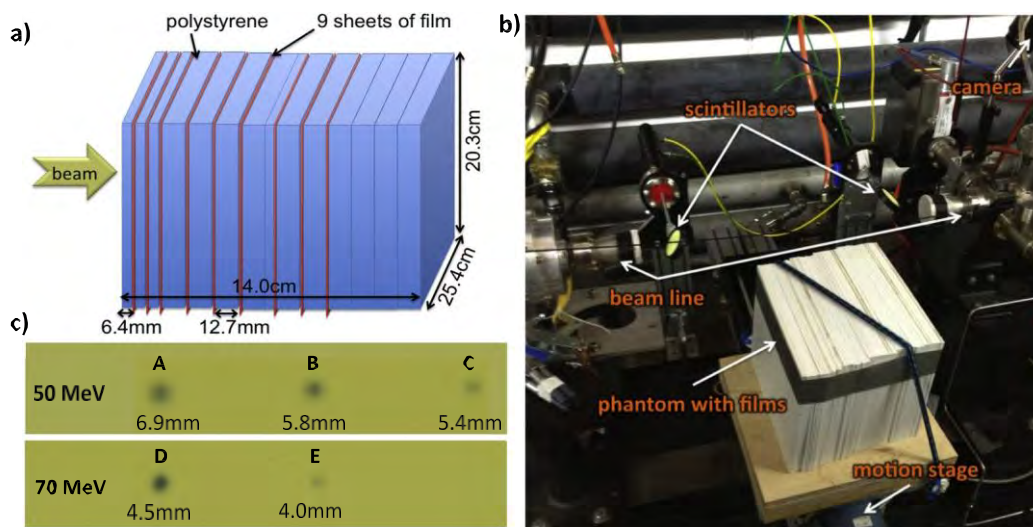 a)
polystyrene
9 sheets of film
beam
20.3cm
25.4cm
14.0cm
6.4mm
12.7mm
b)
camera
scintillators
beam line
phantom with films
motion stage
c)
A B C
50 MeV
6.9mm 5.8mm 5.4mm
D E
70 MeV
4.5mm 4.0mm